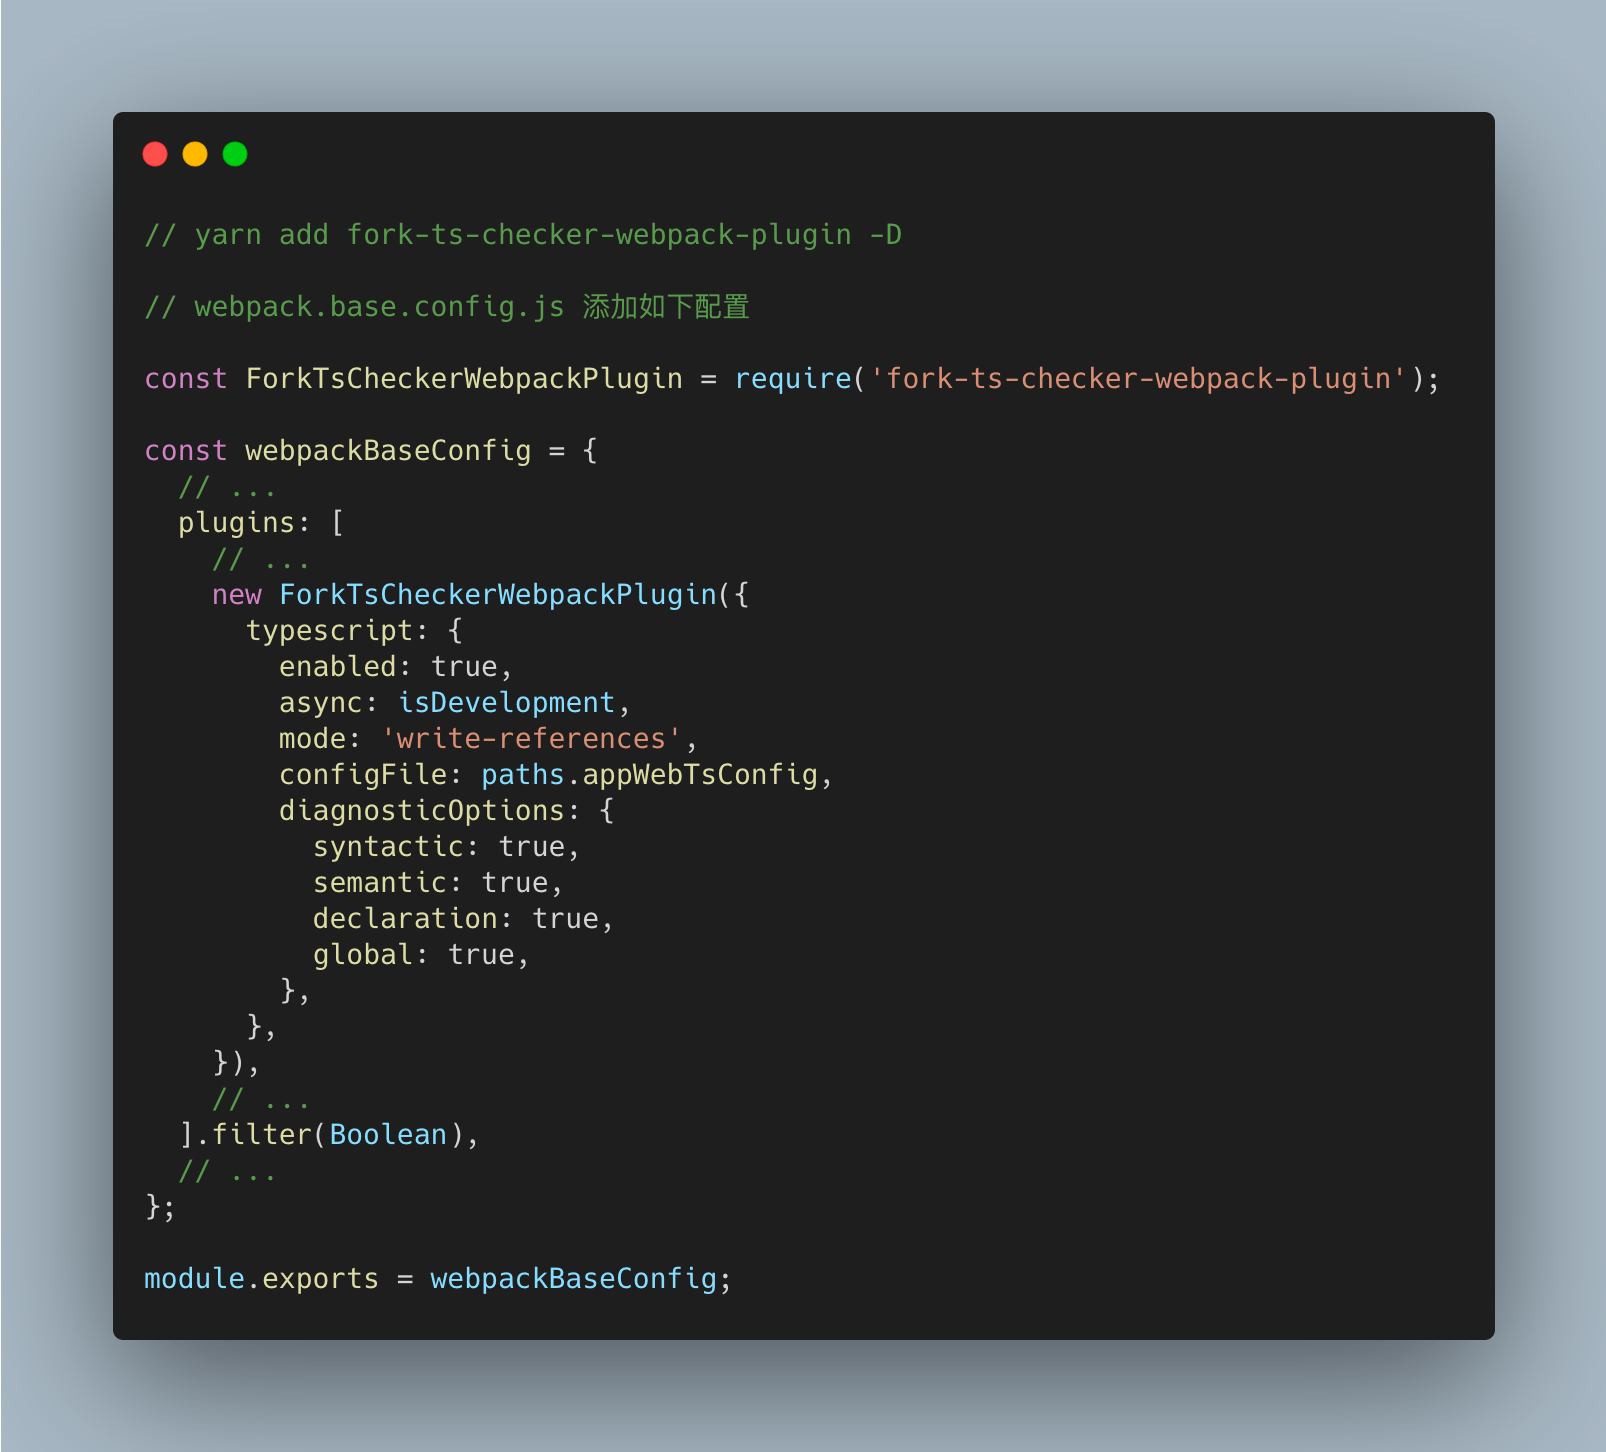 // yarn add fork-ts-checker-webpack-plugin -D
// webpack.base.config.js 添加如下配置
const ForkTsCheckerWebpackPlugin = require('fork-ts-checker-webpack-plugin');
const webpackBaseConfig = {
  // ...
  plugins: [
    // ...
    new ForkTsCheckerWebpackPlugin({
      typescript: {
        enabled: true,
        async: isDevelopment,
        mode: 'write-references',
        configFile: paths.appWebTsConfig,
        diagnosticOptions: {
          syntactic: true,
          semantic: true,
          declaration: true,
          global: true,
        },
      },
    }),
    // ...
  ].filter(Boolean),
  // ...
};
module.exports = webpackBaseConfig;